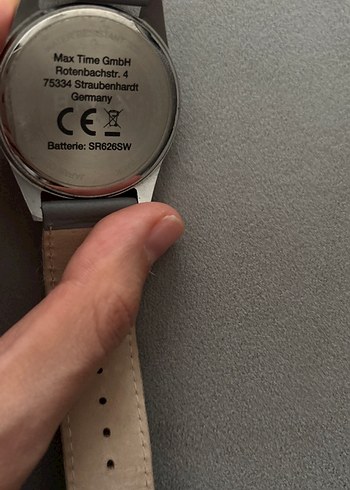 Max Time GmbH
Rotenbachstr. 4
75334 Straubenhardt
Germany
CE
Batterie: SR626SW